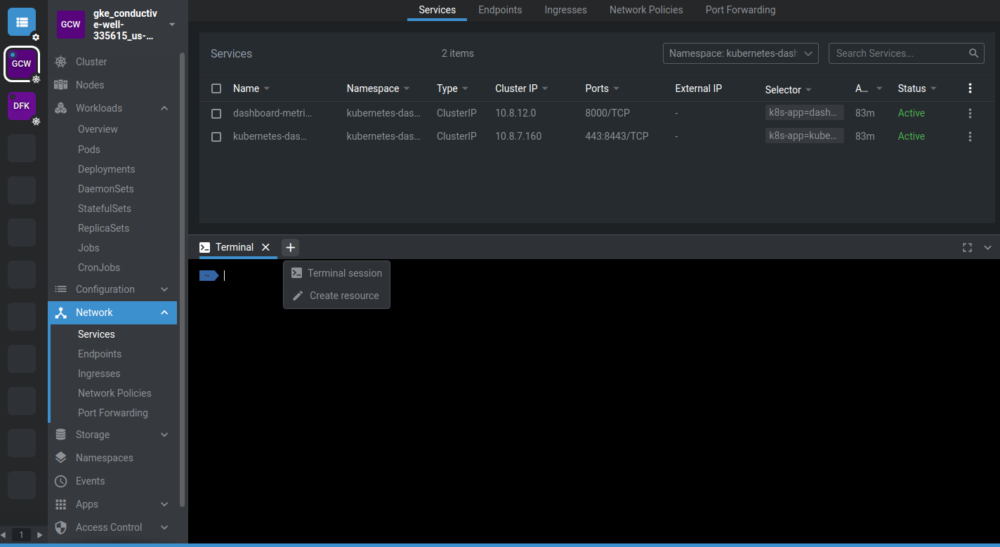 GCW
DFK
1
GCW
gke_conductiv
e-well-
335615_us-...
Cluster
Nodes
Workloads
Overview
Pods
Deployments
DaemonSets
StatefulSets
ReplicaSets
Jobs
CronJobs
Configuration
Network
Services
Endpoints
Ingresses
Network Policies
Port Forwarding
Storage
Namespaces
Events
Apps
Access Control
Services Endpoints Ingresses Network Policies Port Forwarding
Services 2 items Namespace: kubernetes-dash Search Services...
Name Namespace Type Cluster IP Ports External IP Selector A... Status
dashboard-metri... kubernetes-das... ClusterIP 10.8.12.0 8000/TCP - k8s-app=dash... 83m Active
kubernetes-das... kubernetes-das... ClusterIP 10.8.7.160 443:8443/TCP - k8s-app=kube... 83m Active
Terminal
~
Terminal session
Create resource